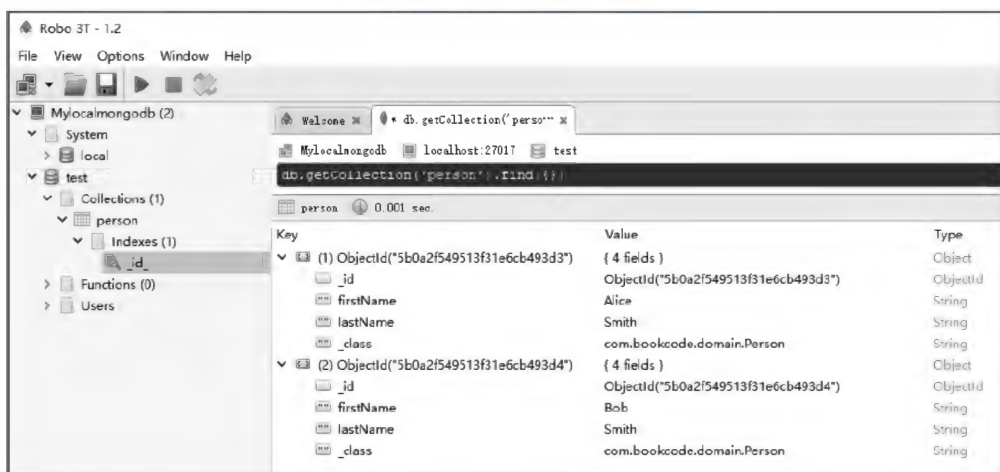 Robo 3T - 1.2
File View Options Window Help
Mylocalmongodb (2)
System
local
test
Collections (1)
person
Indexes (1)
_id_
Functions (0)
Users
Welcome
* db.getCollection('perso…
Mylocalmongodb localhost:27017 test
db.getCollection('person').find({})
person 0.001 sec.
Key Value Type
(1) ObjectId("5b0a2f549513f31e6cb493d3") { 4 fields } Object
_id ObjectId("5b0a2f549513f31e6cb493d3") ObjectId
firstName Alice String
lastName Smith String
_class com.bookcode.domain.Person String
(2) ObjectId("5b0a2f549513f31e6cb493d4") { 4 fields } Object
_id ObjectId("5b0a2f549513f31e6cb493d4") ObjectId
firstName Bob String
lastName Smith String
_class com.bookcode.domain.Person String